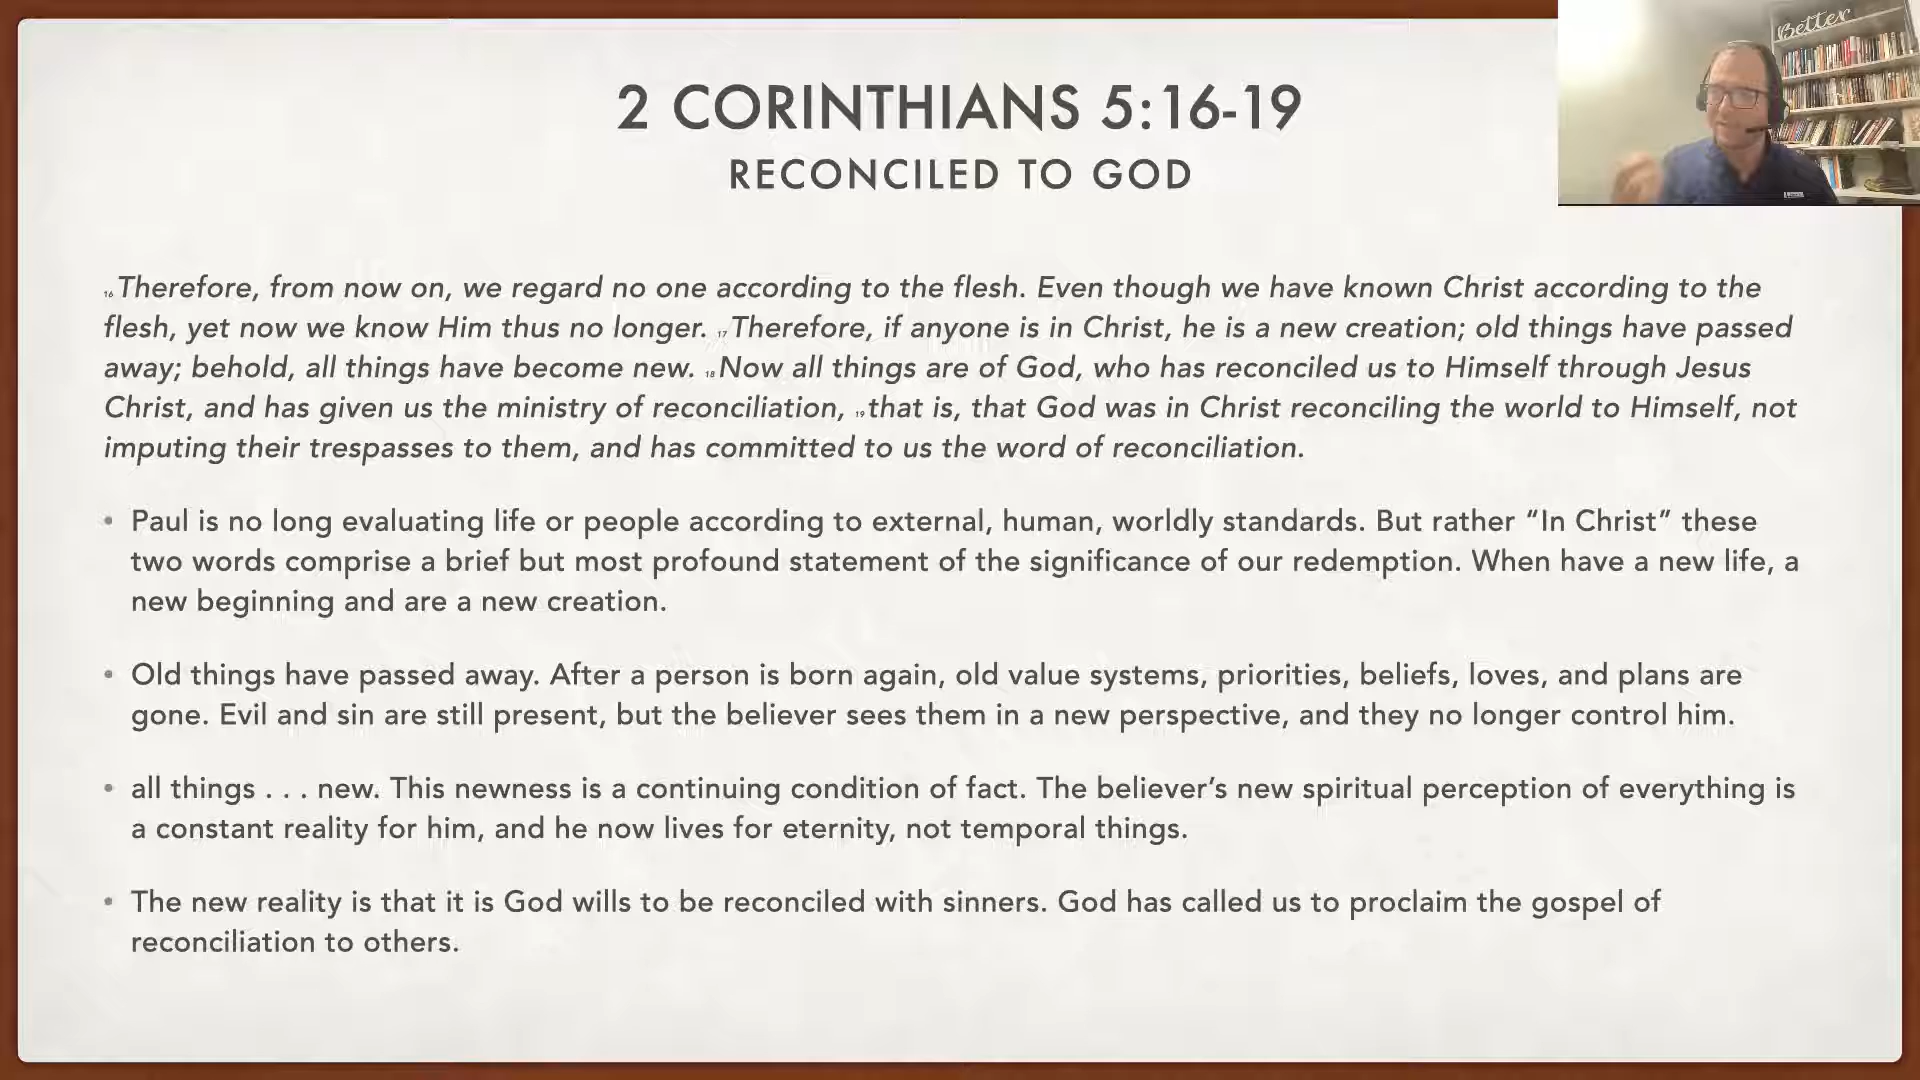 2 CORINTHIANS 5:16-19
RECONCILED TO GOD
Better
16 Therefore, from now on, we regard no one according to the flesh. Even though we have known Christ according to the
flesh, yet now we know Him thus no longer. 17 Therefore, if anyone is in Christ, he is a new creation; old things have passed
away; behold, all things have become new. 18 Now all things are of God, who has reconciled us to Himself through Jesus
Christ, and has given us the ministry of reconciliation, 19 that is, that God was in Christ reconciling the world to Himself, not
imputing their trespasses to them, and has committed to us the word of reconciliation.
• Paul is no long evaluating life or people according to external, human, worldly standards. But rather “In Christ” these
two words comprise a brief but most profound statement of the significance of our redemption. When have a new life, a
new beginning and are a new creation.
• Old things have passed away. After a person is born again, old value systems, priorities, beliefs, loves, and plans are
gone. Evil and sin are still present, but the believer sees them in a new perspective, and they no longer control him.
• all things . . . new. This newness is a continuing condition of fact. The believer’s new spiritual perception of everything is
a constant reality for him, and he now lives for eternity, not temporal things.
• The new reality is that it is God wills to be reconciled with sinners. God has called us to proclaim the gospel of
reconciliation to others.